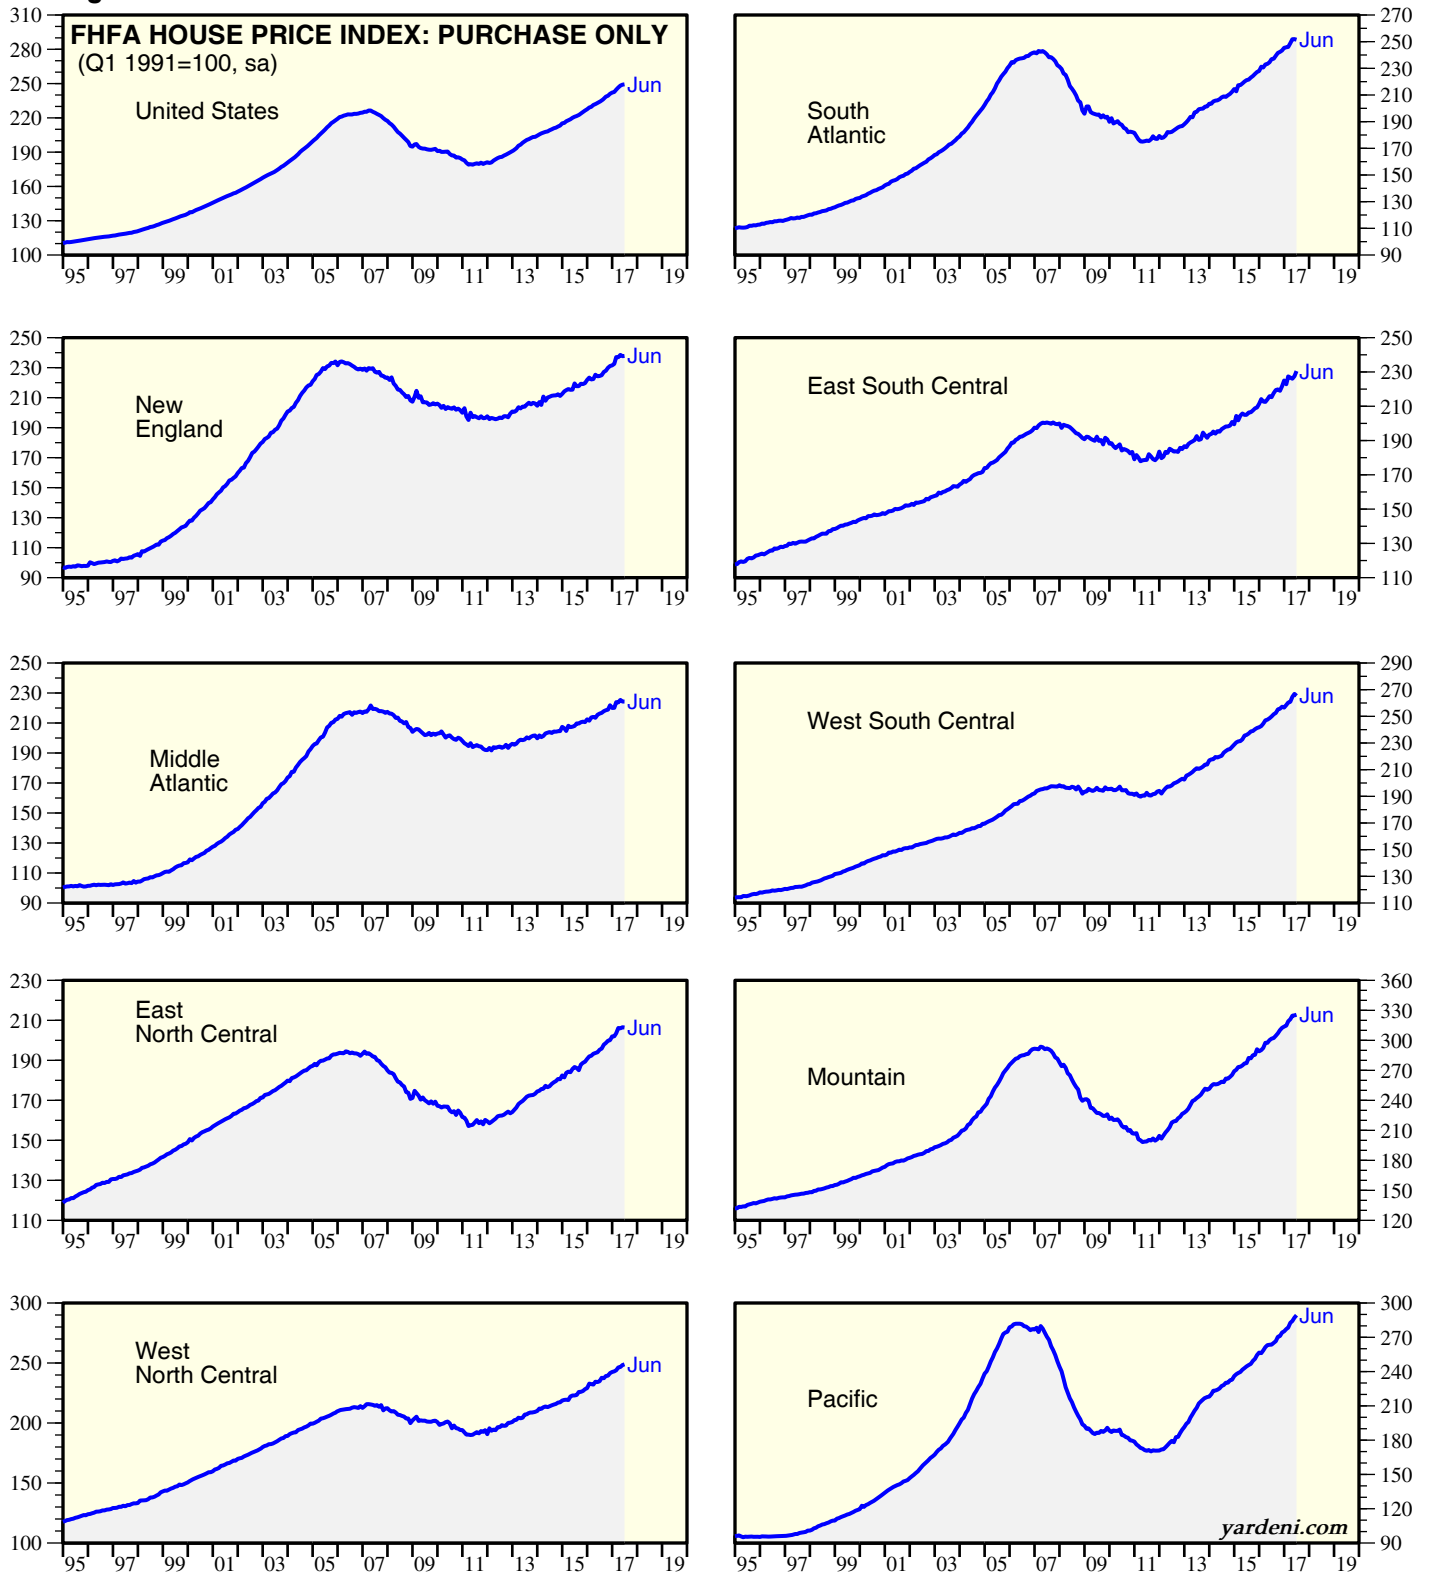 FHFA HOUSE PRICE INDEX: PURCHASE ONLY
(Q1 1991=100, sa)
310
280
250
220
190
160
130
100
United States
Jun
95 97 99 01 03 05 07 09 11 13 15 17 19
South
Atlantic
Jun
270
250
230
210
190
170
150
130
110
90
95 97 99 01 03 05 07 09 11 13 15 17 19
250
230
210
190
170
150
130
110
90
New
England
Jun
95 97 99 01 03 05 07 09 11 13 15 17 19
East South Central
Jun
250
230
210
190
170
150
130
110
95 97 99 01 03 05 07 09 11 13 15 17 19
250
230
210
190
170
150
130
110
90
Middle
Atlantic
Jun
95 97 99 01 03 05 07 09 11 13 15 17 19
West South Central
Jun
290
270
250
230
210
190
170
150
130
110
95 97 99 01 03 05 07 09 11 13 15 17 19
230
210
190
170
150
130
110
East
North Central
Jun
95 97 99 01 03 05 07 09 11 13 15 17 19
Mountain
Jun
360
330
300
270
240
210
180
150
120
95 97 99 01 03 05 07 09 11 13 15 17 19
300
250
200
150
100
West
North Central
Jun
95 97 99 01 03 05 07 09 11 13 15 17 19
Pacific
Jun
300
270
240
210
180
150
120
90
yardeni.com
95 97 99 01 03 05 07 09 11 13 15 17 19